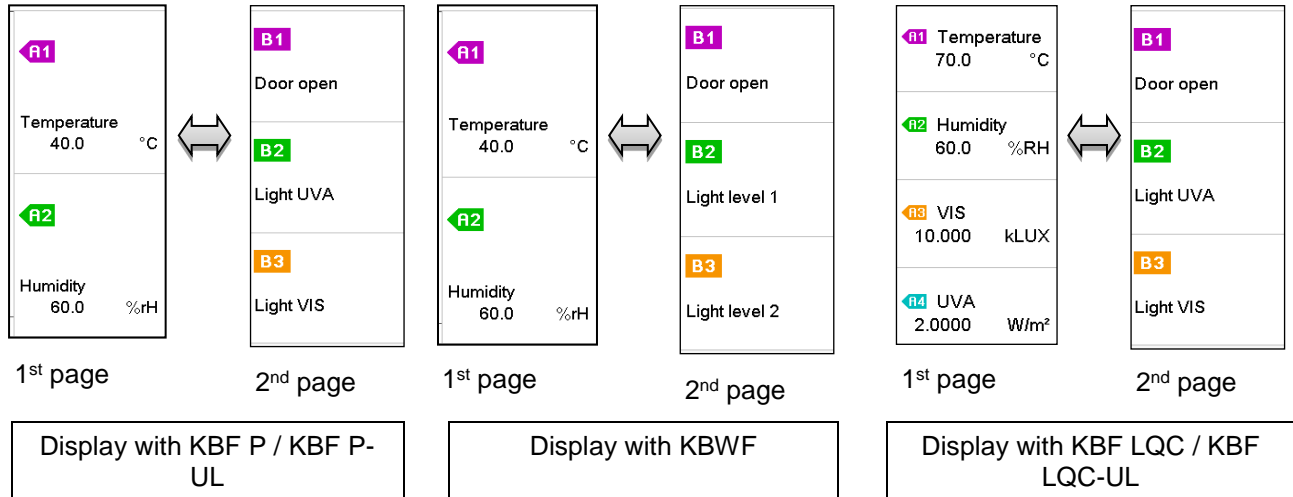 A1
Temperature
40.0 °C
A2
Humidity
60.0 %rH
1st page
B1
Door open
B2
Light UVA
B3
Light VIS
2nd page
Display with KBF P / KBF P-
UL
A1
Temperature
40.0 °C
A2
Humidity
60.0 %rH
1st page
B1
Door open
B2
Light level 1
B3
Light level 2
2nd page
Display with KBWF
A1 Temperature
70.0 °C
A2 Humidity
60.0 %RH
A3 VIS
10.000 kLUX
A4 UVA
2.0000 W/m²
1st page
B1
Door open
B2
Light UVA
B3
Light VIS
2nd page
Display with KBF LQC / KBF
LQC-UL